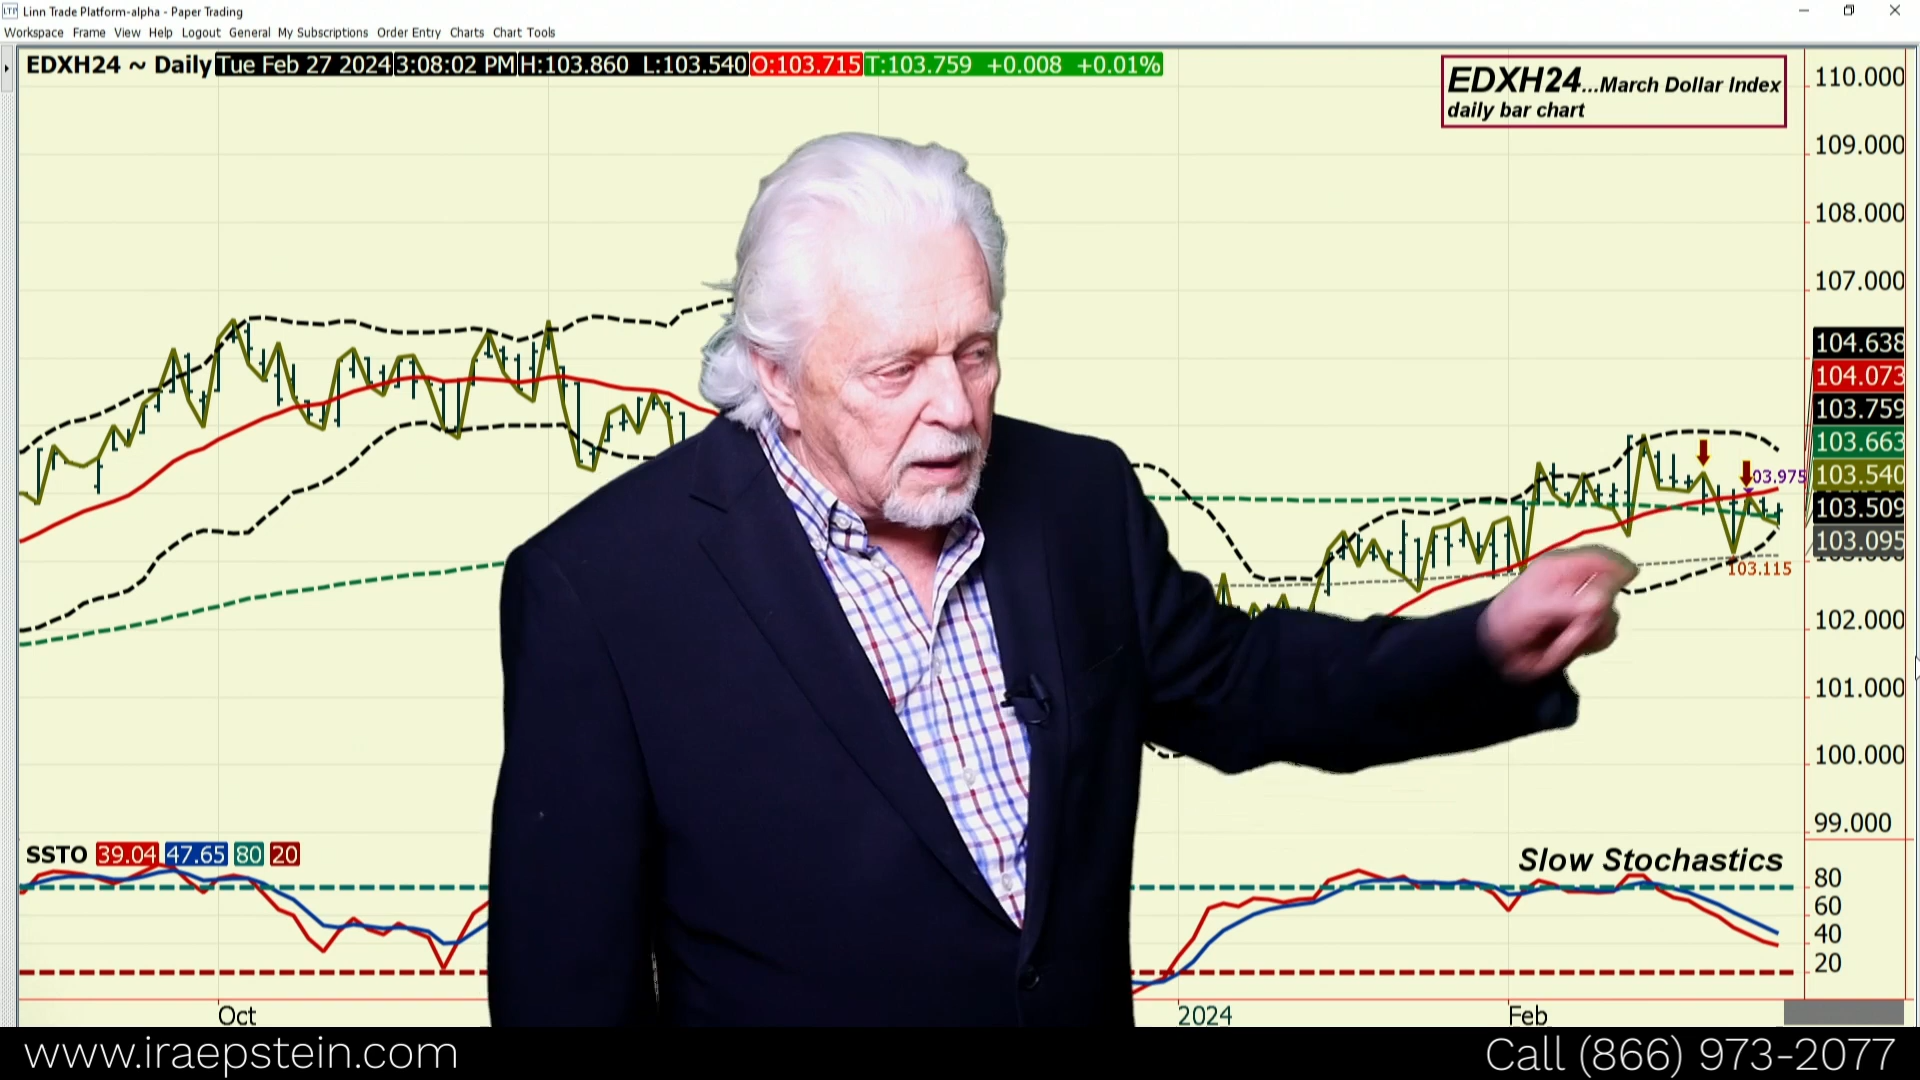 LTP Linn Trade Platform-alpha - Paper Trading
Workspace Frame View Help Logout General My Subscriptions Order Entry Charts Chart Tools
EDXH24 ~ Daily Tue Feb 27 2024 3:08:02 PM H:103.860 L:103.540 O:103.715 T:103.759 +0.008 +0.01%
EDXH24...March Dollar Index
daily bar chart
110.000
109.000
108.000
107.000
104.638
104.073
103.759
103.663
103.540
103.509
103.095
03.975
103.115
102.000
101.000
100.000
99.000
SSTO 39.04 47.65 80 20
Slow Stochastics
80
60
40
20
Oct 2024 Feb
www.iraepstein.com Call (866) 973-2077